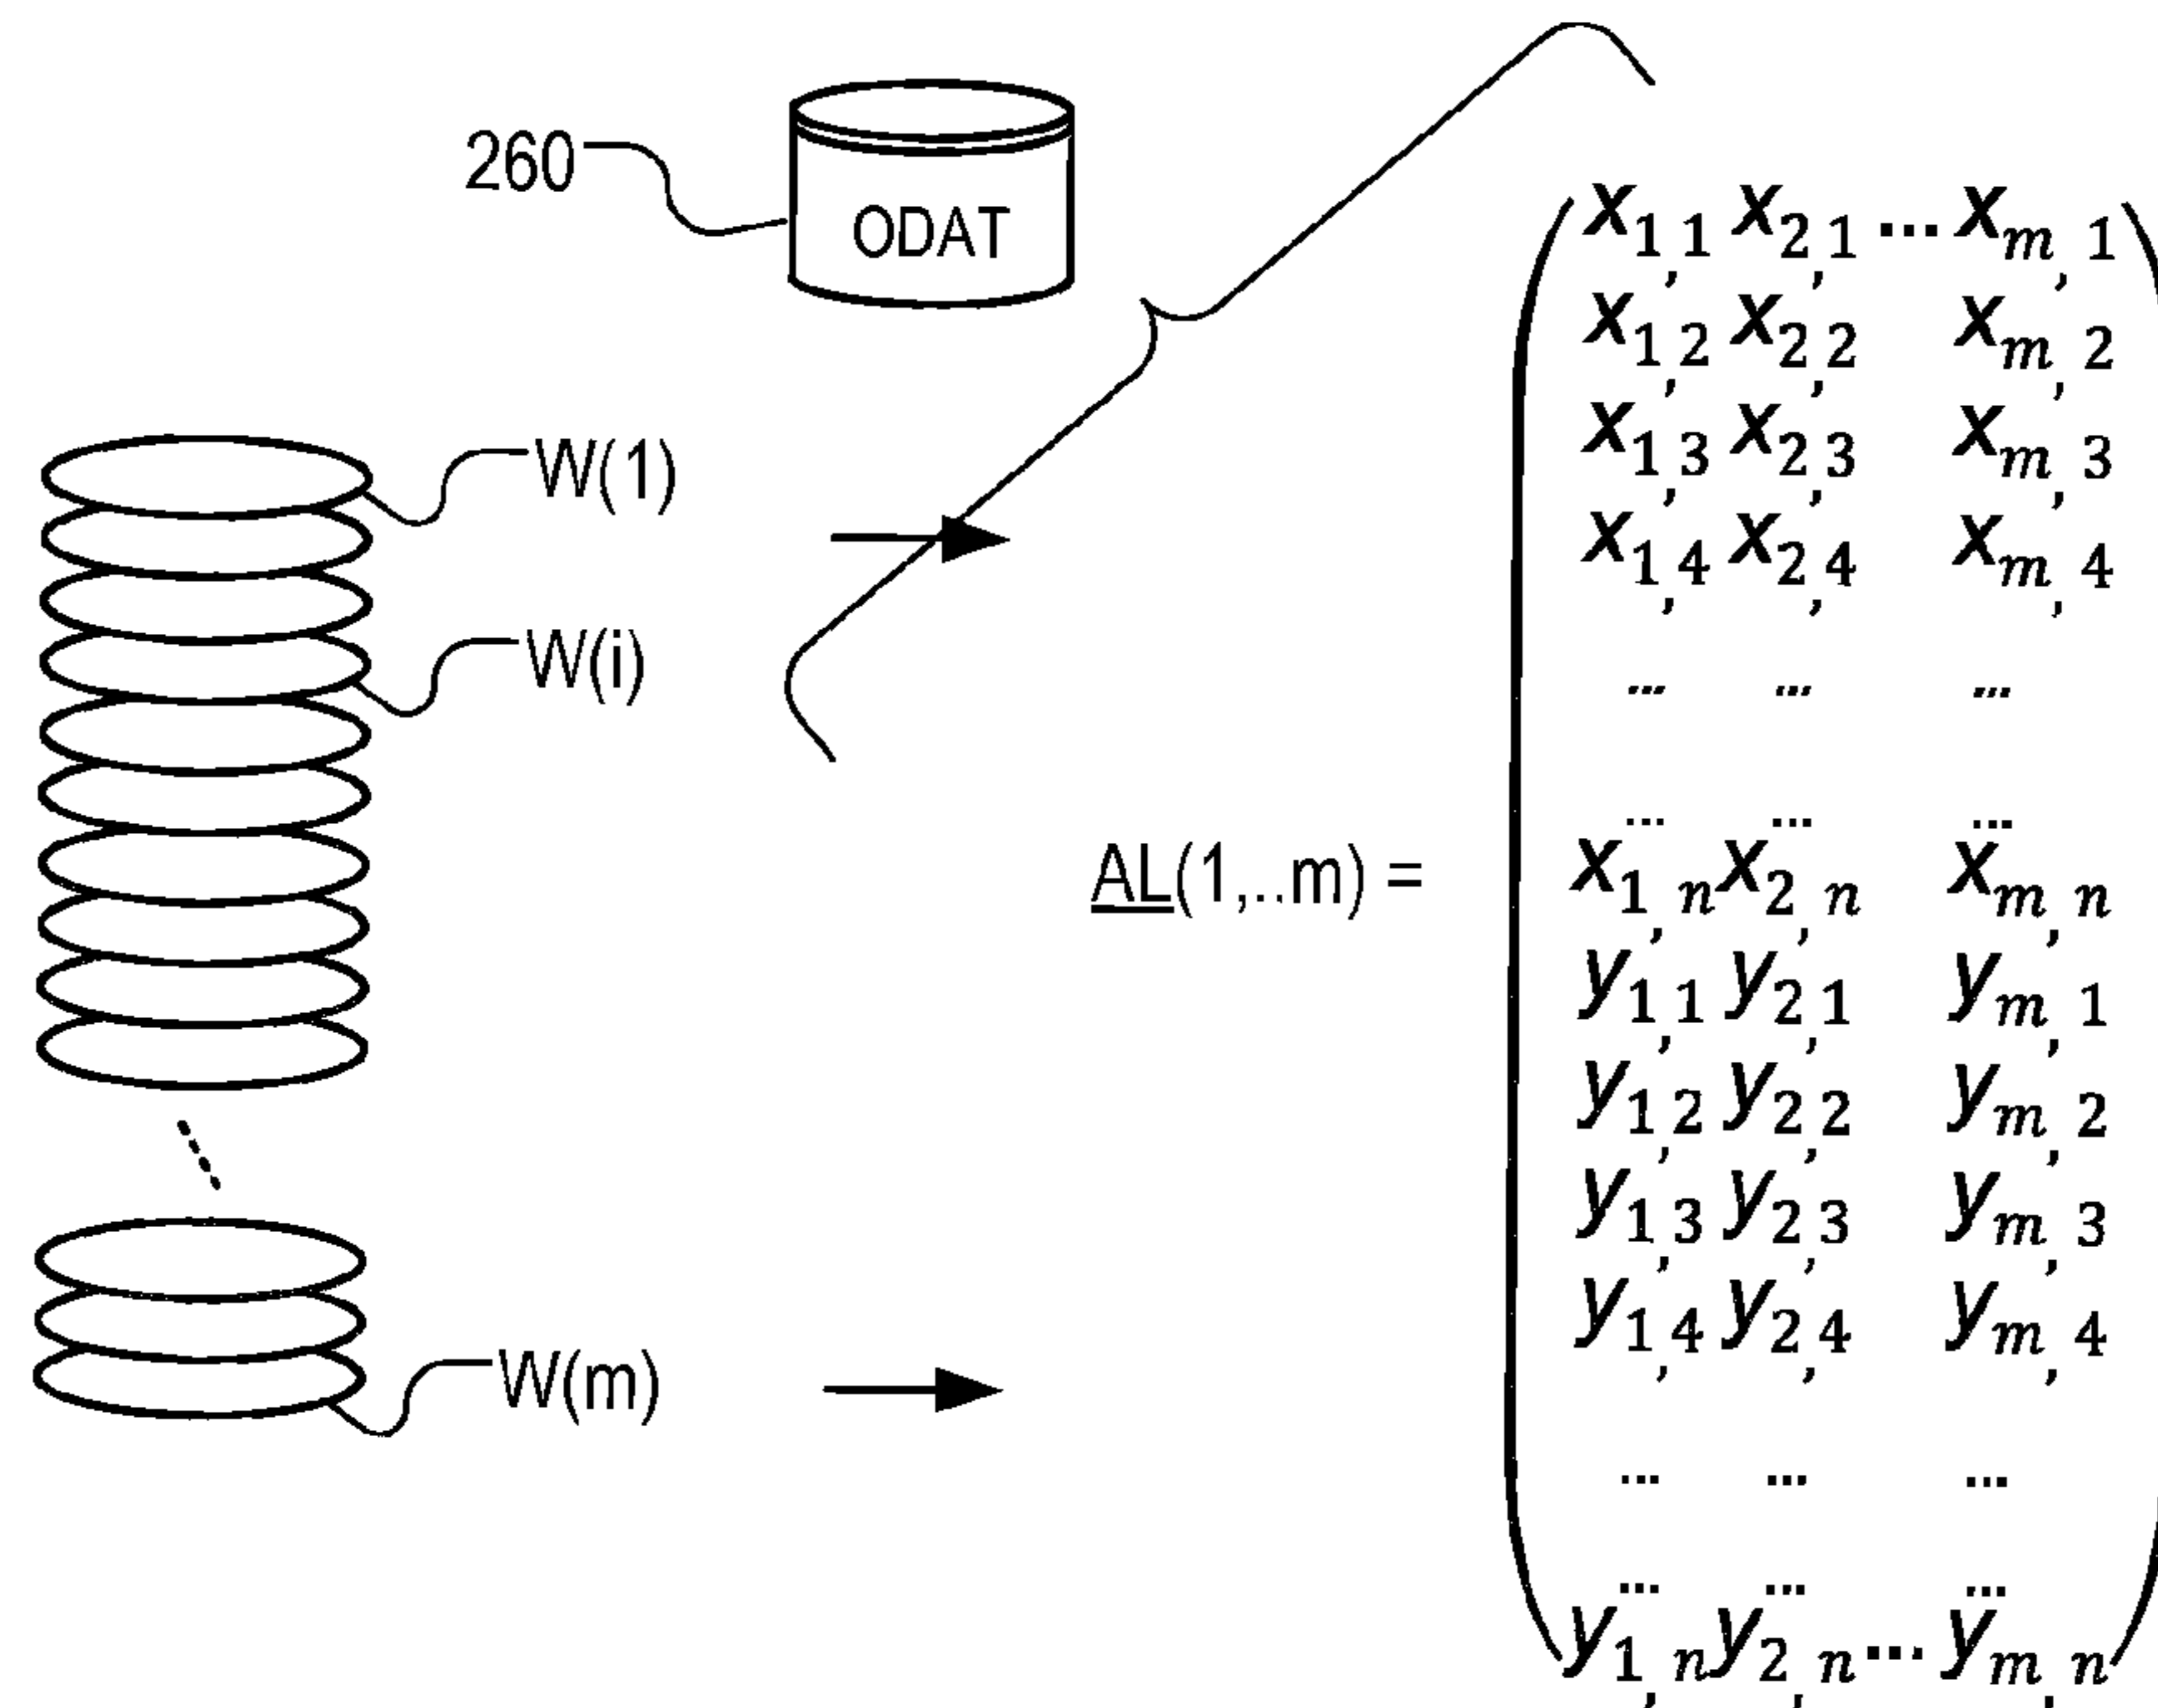 260
ODAT
W(1)
W(i)
W(m)
AL(1,..m) =
x1,1 x2,1 ... xm,1
x1,2 x2,2 xm,2
x1,3 x2,3 xm,3
x1,4 x2,4 xm,4
... ... ...
... ... ...
x1,n x2,n xm,n
y1,1 y2,1 ym,1
y1,2 y2,2 ym,2
y1,3 y2,3 ym,3
y1,4 y2,4 ym,4
... ... ...
... ... ...
y1,n y2,n ... ym,n